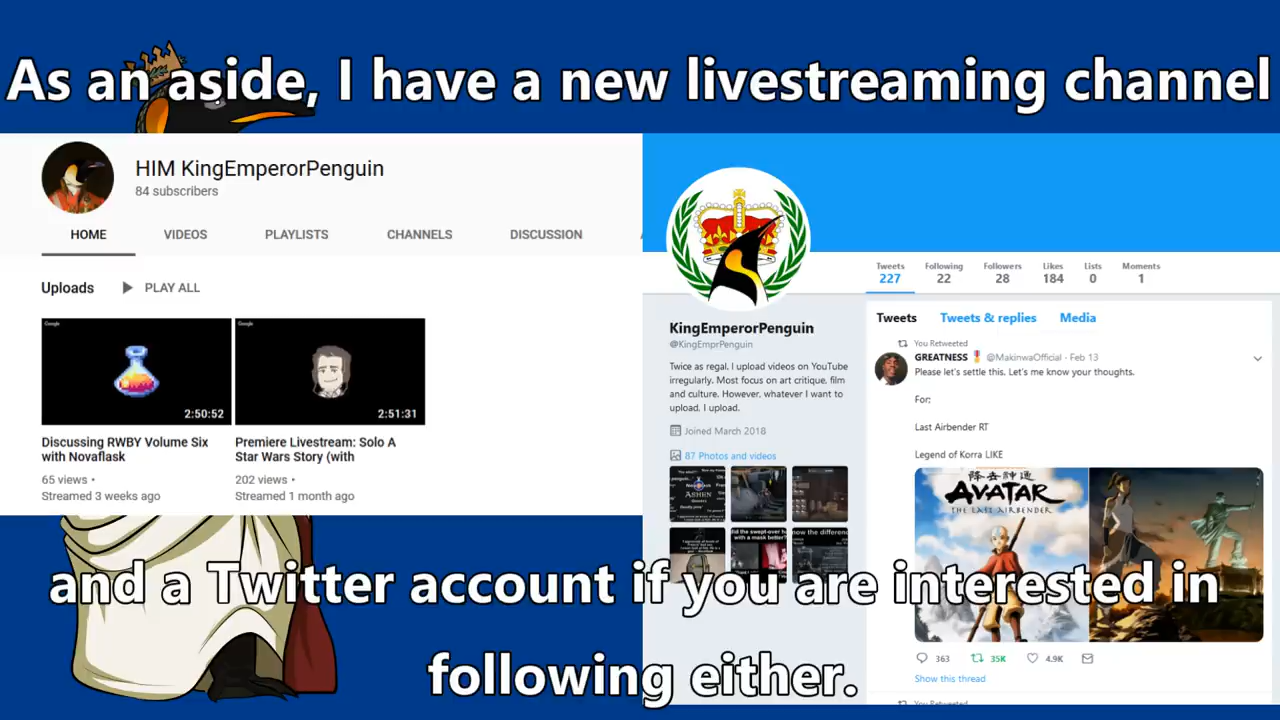 As an aside, I have a new livestreaming channel
HIM KingEmperorPenguin
84 subscribers
HOME VIDEOS PLAYLISTS CHANNELS DISCUSSION
Uploads PLAY ALL
Google
2:50:52
Google
2:51:31
Discussing RWBY Volume Six
with Novaflask
65 views •
Streamed 3 weeks ago
Premiere Livestream: Solo A
Star Wars Story (with
202 views •
Streamed 1 month ago
Tweets Following Followers Likes Lists Moments
227 22 28 184 0 1
KingEmperorPenguin
@KingEmprPenguin
Twice as regal. I upload videos on YouTube
irregularly. Most focus on art critique, film
and culture. However, whatever I want to
upload, I upload.
Joined March 2018
87 Photos and videos
Tweets Tweets & replies Media
You Retweeted
GREATNESS @MakinwaOfficial · Feb 13
Please let's settle this. Let's me know your thoughts.
For:
Last Airbender RT
Legend of Korra LIKE
AVATAR
THE LAST AIRBENDER
363 35K 4.9K
Show this thread
You Retweeted
and a Twitter account if you are interested in
following either.